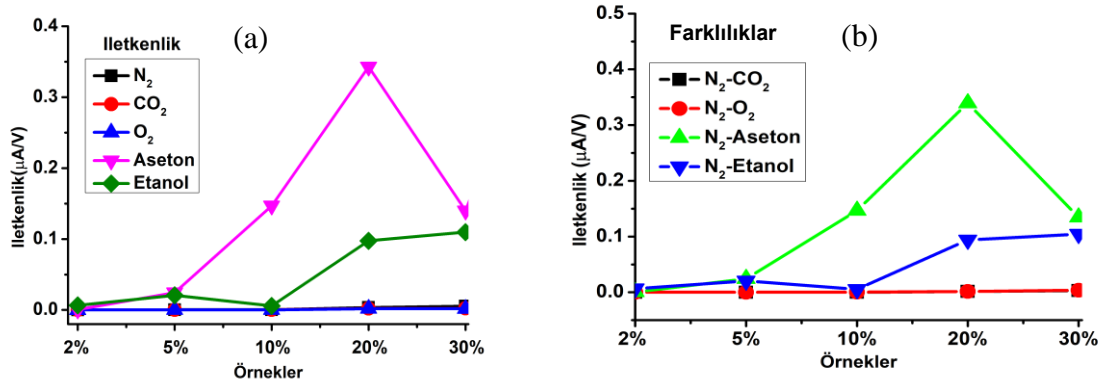 (a)
Iletkenlik
N₂
CO₂
O₂
Aseton
Etanol
Iletkenlik(μA/V)
0.4
0.3
0.2
0.1
0.0
2% 5% 10% 20% 30%
Örnekler
(b)
Farklılıklar
N₂-CO₂
N₂-O₂
N₂-Aseton
N₂-Etanol
Iletkenlik (μA/V)
0.5
0.4
0.3
0.2
0.1
0.0
2% 5% 10% 20% 30%
Örnekler